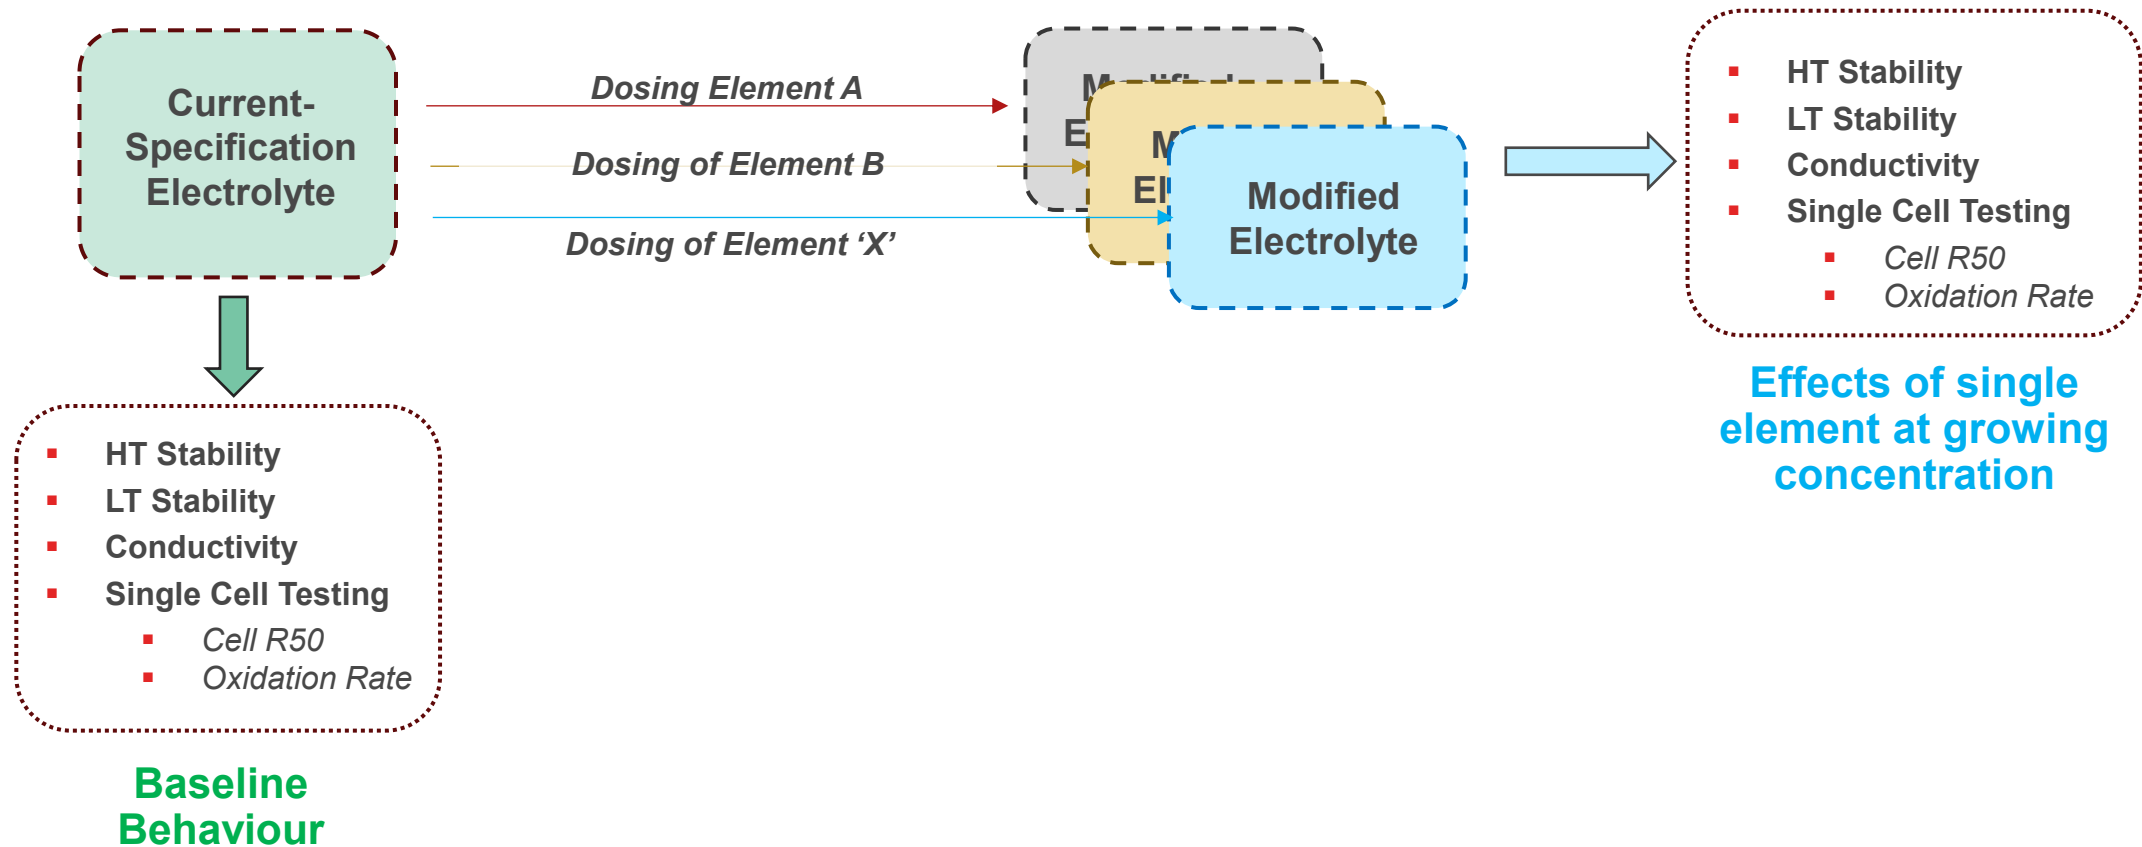 Current-
Specification
Electrolyte
Dosing Element A
Dosing of Element B
Dosing of Element ‘X’
Modified
Electrolyte
HT Stability
LT Stability
Conductivity
Single Cell Testing
Cell R50
Oxidation Rate
Effects of single
element at growing
concentration
HT Stability
LT Stability
Conductivity
Single Cell Testing
Cell R50
Oxidation Rate
Baseline
Behaviour